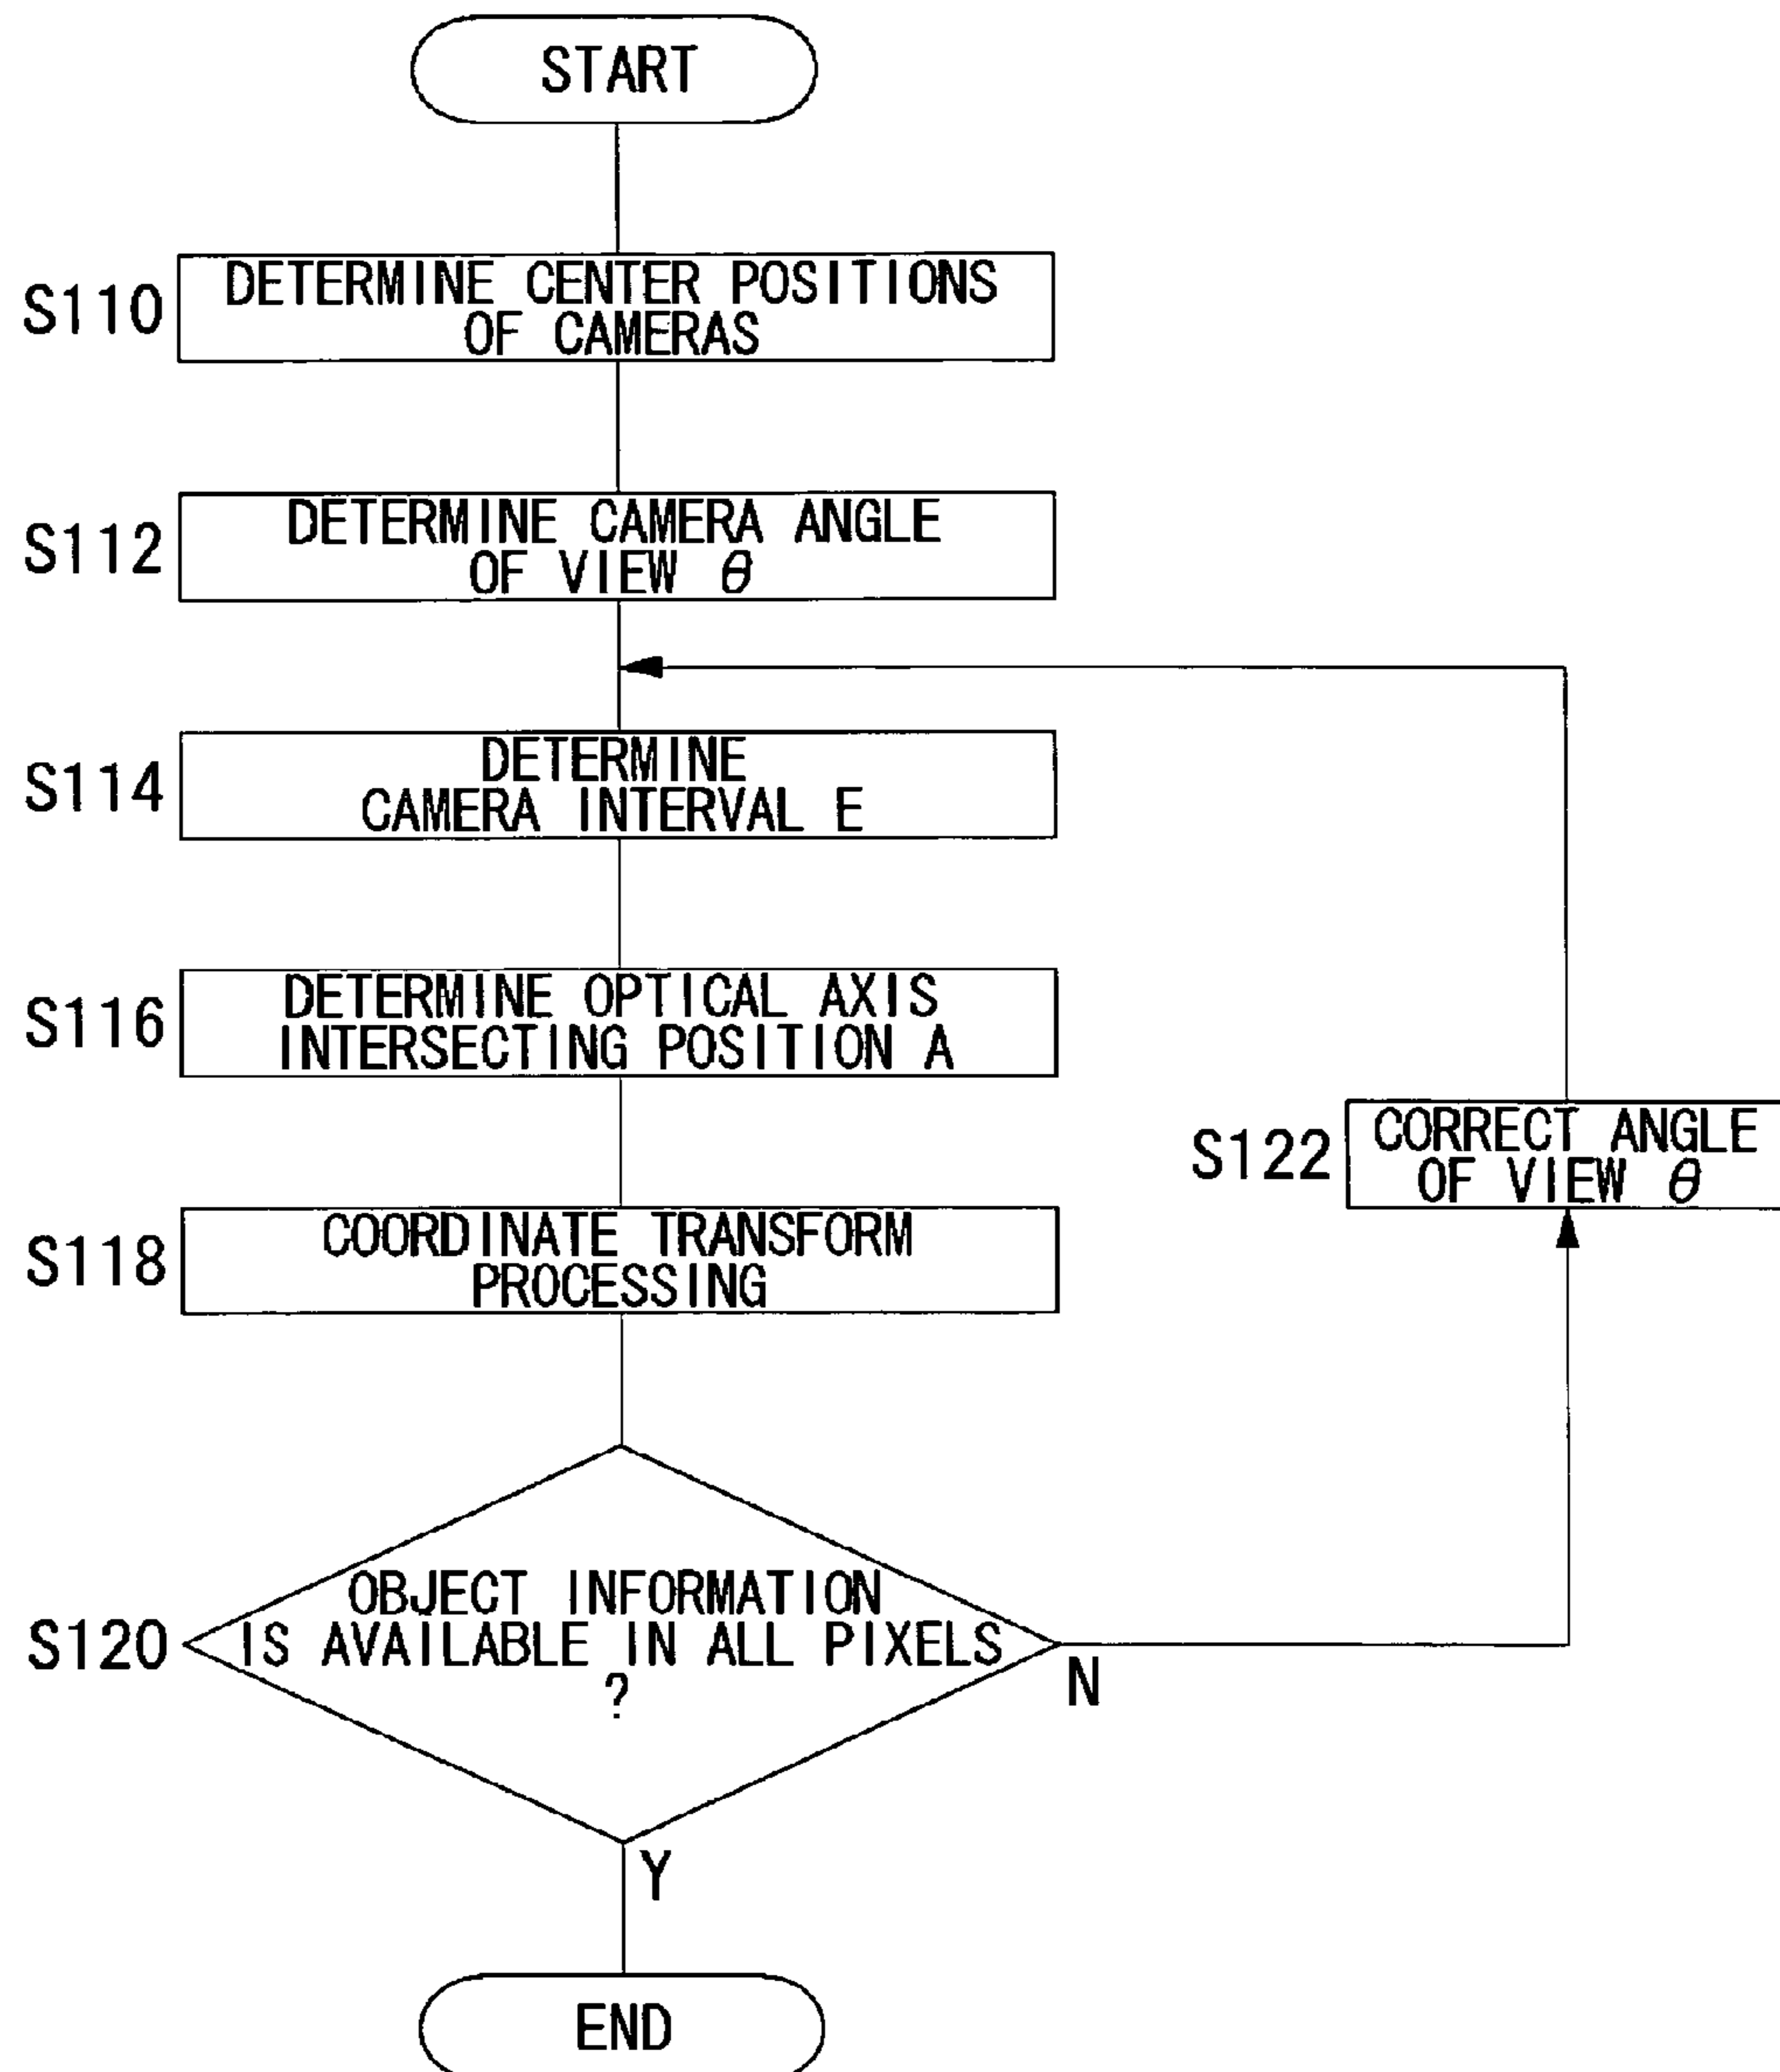 START
S110
DETERMINE CENTER POSITIONS
OF CAMERAS
S112
DETERMINE CAMERA ANGLE
OF VIEW θ
S114
DETERMINE
CAMERA INTERVAL E
S116
DETERMINE OPTICAL AXIS
INTERSECTING POSITION A
S122
CORRECT ANGLE
OF VIEW θ
S118
COORDINATE TRANSFORM
PROCESSING
S120
OBJECT INFORMATION
IS AVAILABLE IN ALL PIXELS
?
N
Y
END